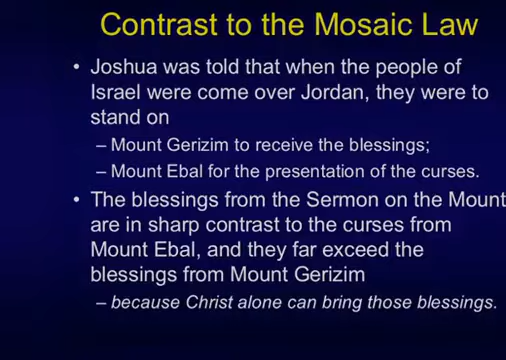 Contrast to the Mosaic Law
• Joshua was told that when the people of
Israel were come over Jordan, they were to
stand on
– Mount Gerizim to receive the blessings;
– Mount Ebal for the presentation of the curses.
• The blessings from the Sermon on the Mount
are in sharp contrast to the curses from
Mount Ebal, and they far exceed the
blessings from Mount Gerizim
– because Christ alone can bring those blessings.